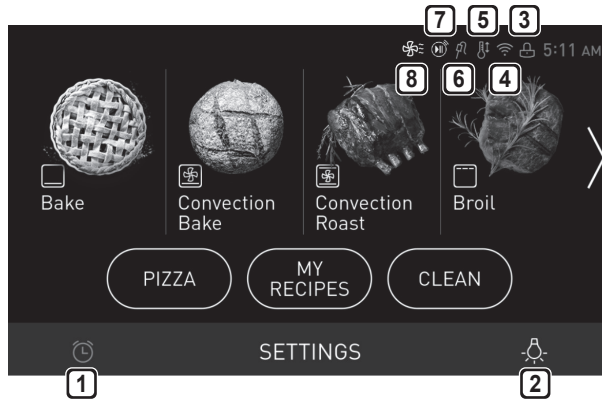 7 5 3
5:11 AM
8 6 4
Bake
Convection
Bake
Convection
Roast
Broil
PIZZA
MY
RECIPES
CLEAN
SETTINGS
1 2